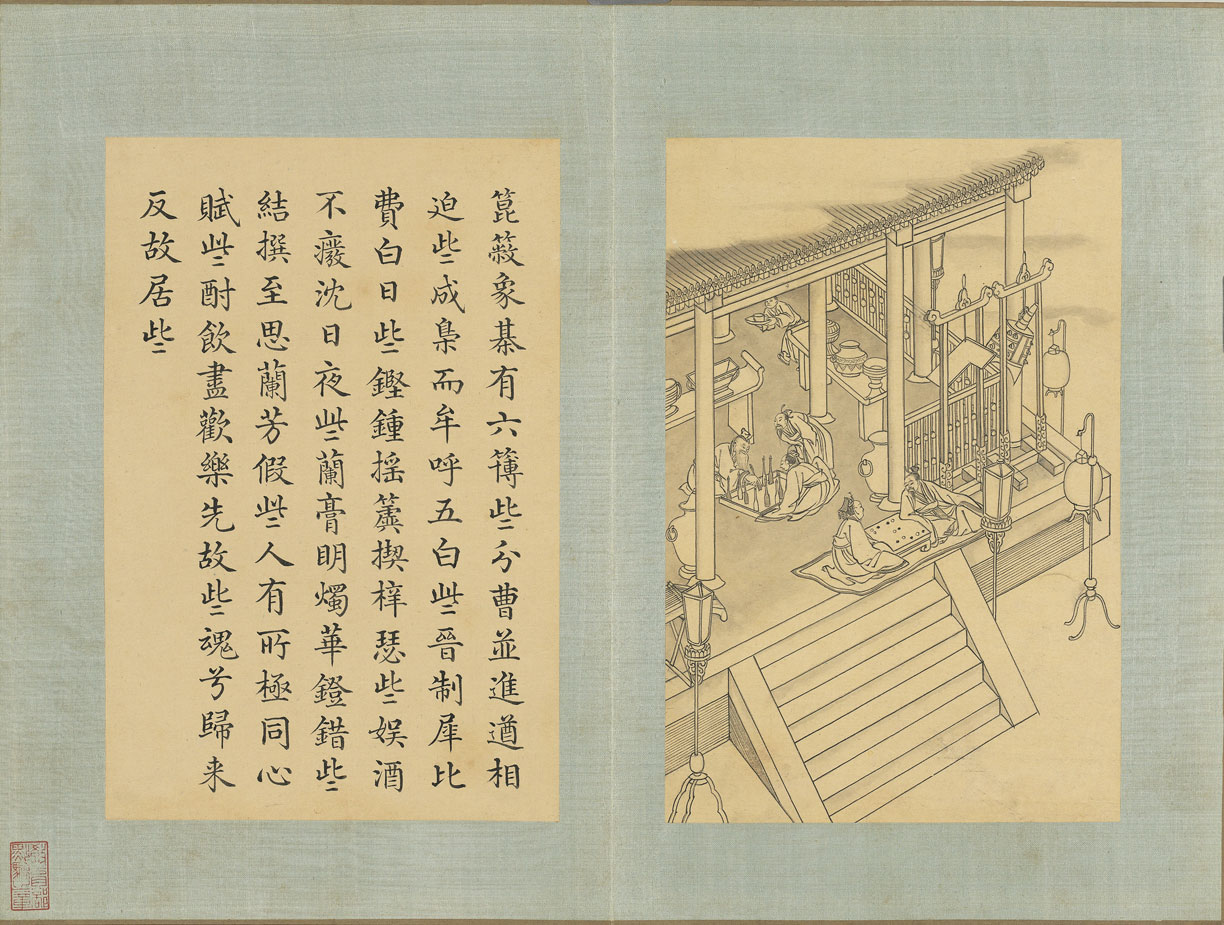 箟蔽象棊有六簙些分曹並進遒相
迫些成梟而牟呼五白些晉制犀比
費白日些鏗鍾揺簴揳梓瑟些娛酒
不癈沈日夜些蘭膏明燭華鐙錯些
結撰至思蘭芳假些人有所極同心
賦些酎飲盡歡樂先故些魂兮歸来
反故居些